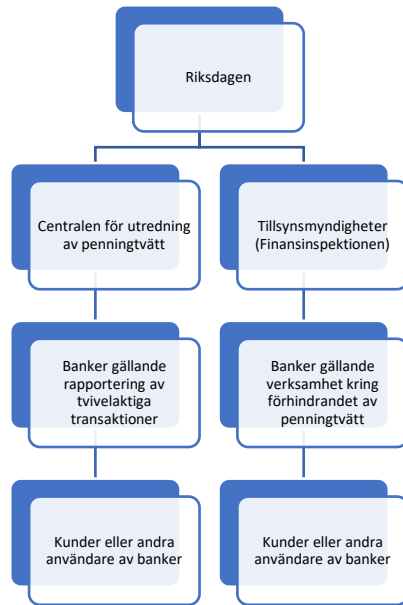 Riksdagen
Centralen för utredning
av penningtvätt
Tillsynsmyndigheter
(Finansinspektionen)
Banker gällande
rapportering av
tvivelaktiga
transaktioner
Banker gällande
verksamhet kring
förhindrandet av
penningtvätt
Kunder eller andra
användare av banker
Kunder eller andra
användare av banker